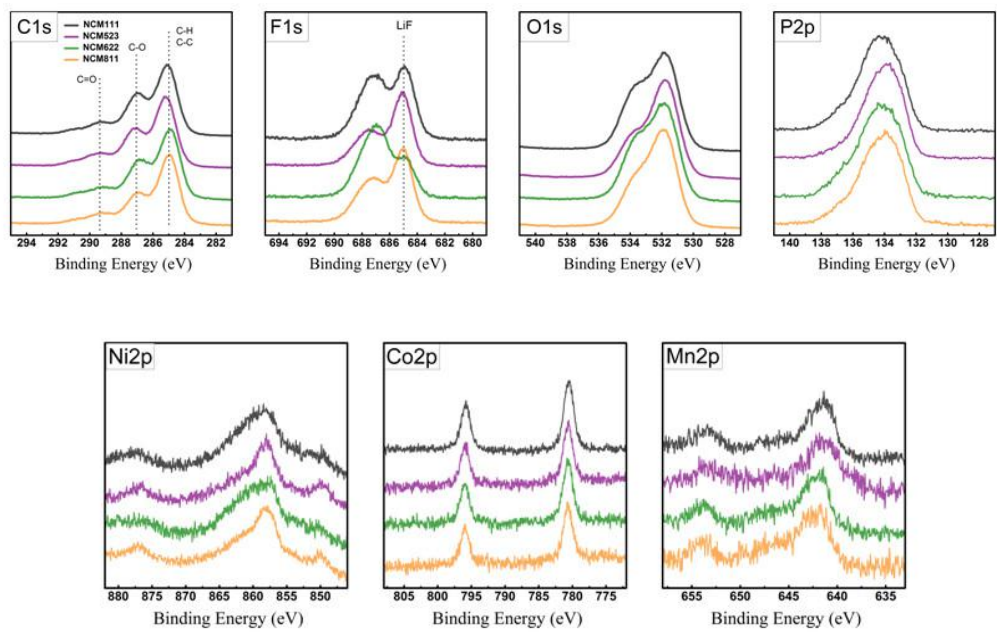 C1s
NCM111
NCM523
NCM622
NCM811
C=O
C-O
C-H
C-C
294 292 290 288 286 284 282
Binding Energy (eV)
F1s
LiF
694 692 690 688 686 684 682 680
Binding Energy (eV)
O1s
540 538 536 534 532 530 528
Binding Energy (eV)
P2p
140 138 136 134 132 130 128
Binding Energy (eV)
Ni2p
880 875 870 865 860 855 850
Binding Energy (eV)
Co2p
805 800 795 790 785 780 775
Binding Energy (eV)
Mn2p
655 650 645 640 635
Binding Energy (eV)